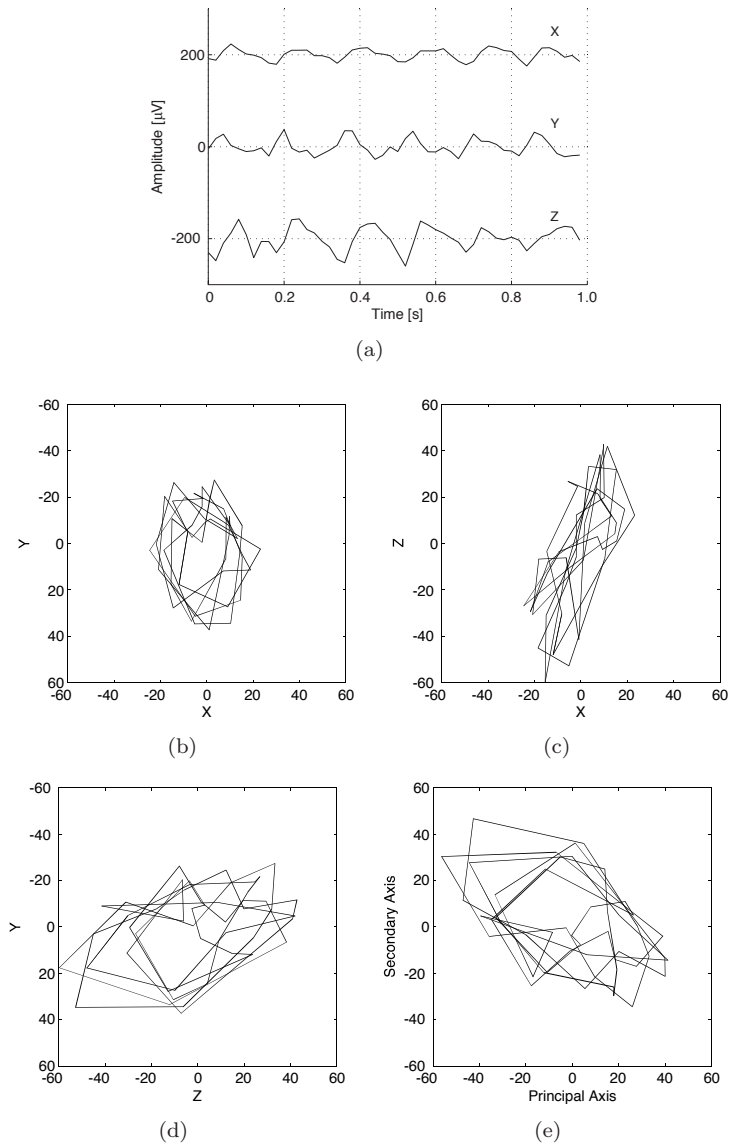 X
200
Y
0
Z
-200
Amplitude [µV]
0 0.2 0.4 0.6 0.8 1.0
Time [s]
(a)
-60
-40
-20
0
20
40
60
Y
-60 -40 -20 0 20 40 60
X
(b)
60
40
20
0
20
40
60
Z
-60 -40 -20 0 20 40 60
X
(c)
-60
-40
-20
0
20
40
60
Y
-60 -40 -20 0 20 40 60
Z
(d)
60
40
20
0
-20
-40
-60
Secondary Axis
-60 -40 -20 0 20 40 60
Principal Axis
(e)